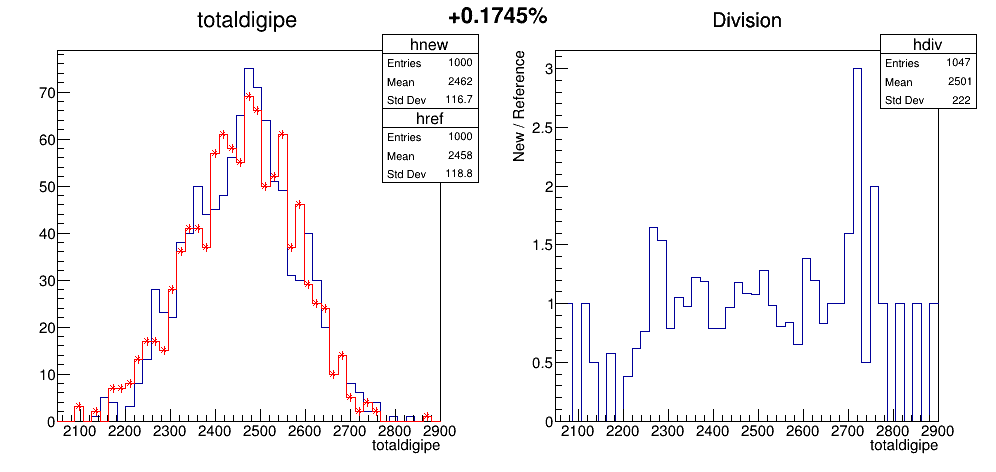 +0.1745%
totaldigipe
hnew
Entries 1000
Mean 2462
Std Dev 116.7
href
Entries 1000
Mean 2458
Std Dev 118.8
70
60
50
40
30
20
10
0
2100 2200 2300 2400 2500 2600 2700 2800 2900
totaldigipe
Division
hdiv
Entries 1047
Mean 2501
Std Dev 222
New / Reference
3
2.5
2
1.5
1
0.5
0
2100 2200 2300 2400 2500 2600 2700 2800 2900
totaldigipe